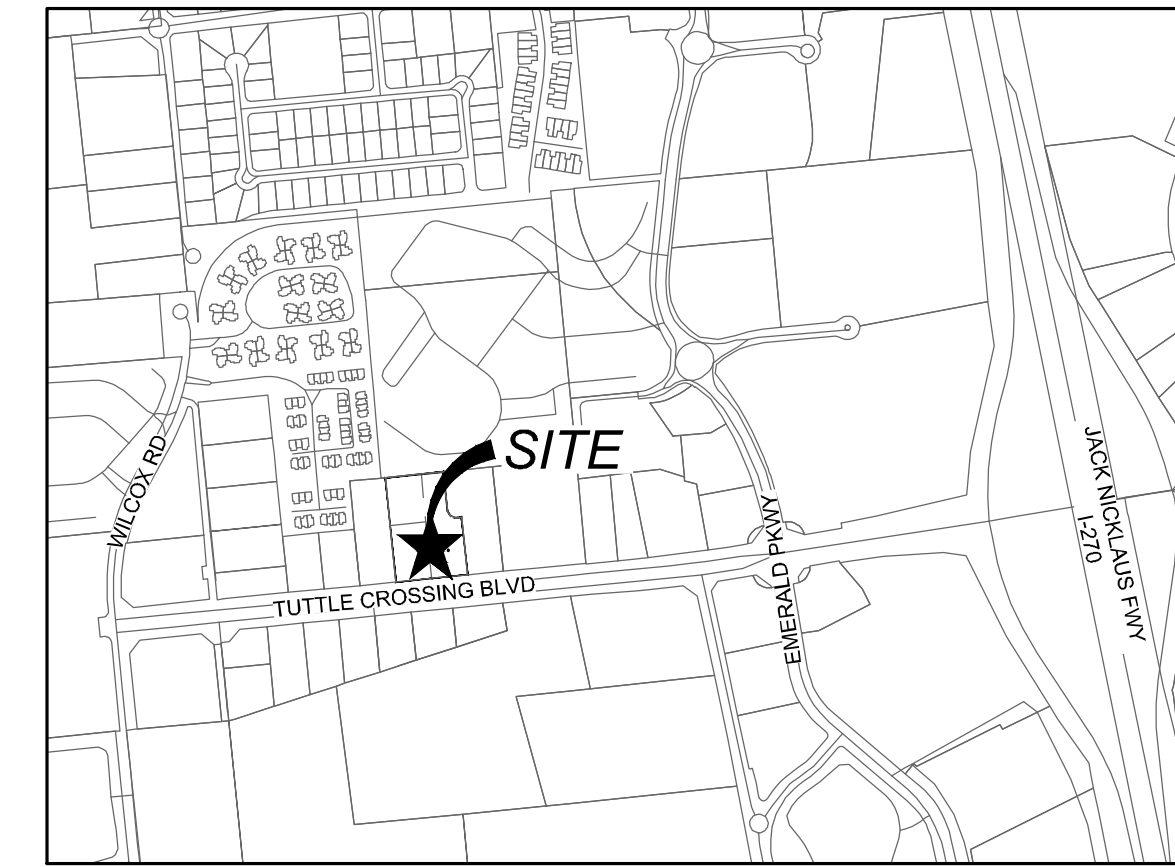 SITE
WILCOX RD
TUTTLE CROSSING BLVD
EMERALD PKWY
JACK NICKLAUS FWY
I-270